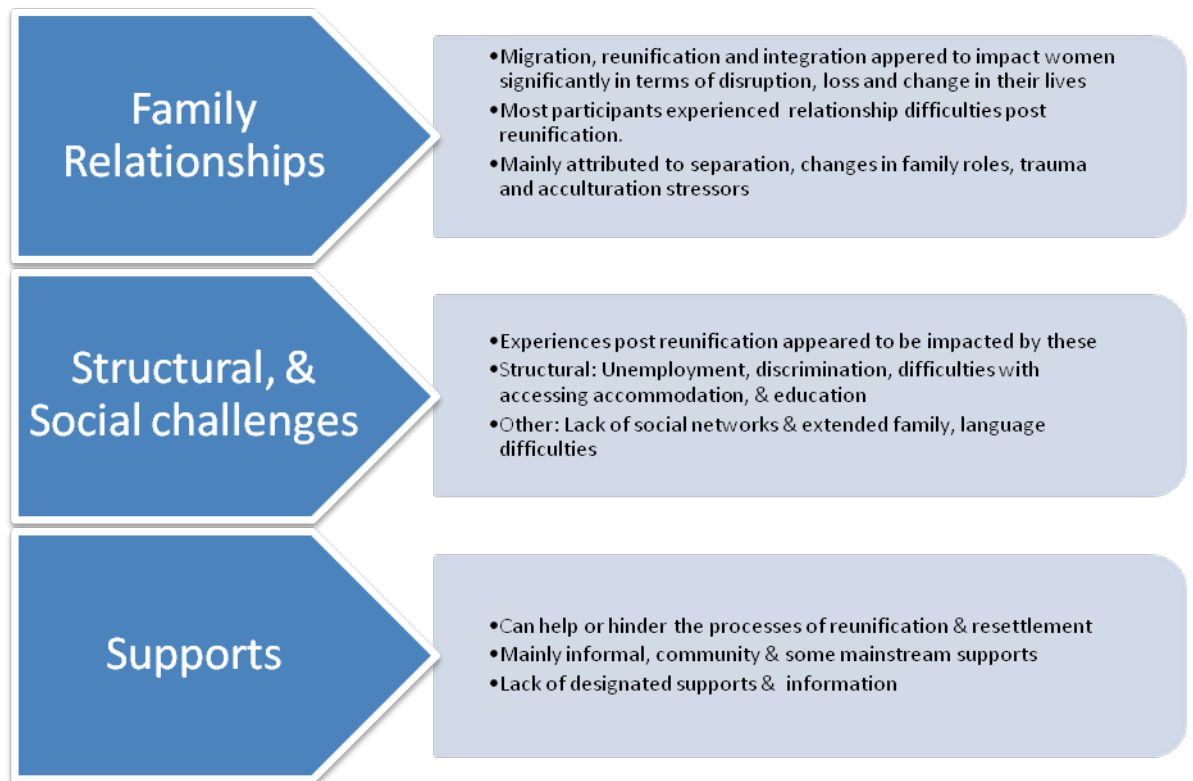 Family
Relationships
•Migration, reunification and integration appered to impact women
significantly in terms of disruption, loss and change in their lives
•Most participants experienced relationship difficulties post
reunification.
•Mainly attributed to separation, changes in family roles, trauma
and acculturation stressors
Structural, &
Social challenges
•Experiences post reunification appeared to be impacted by these
•Structural: Unemployment, discrimination, difficulties with
accessing accommodation, & education
•Other: Lack of social networks & extended family, language
difficulties
Supports
•Can help or hinder the processes of reunification & resettlement
•Mainly informal, community & some mainstream supports
•Lack of designated supports & information